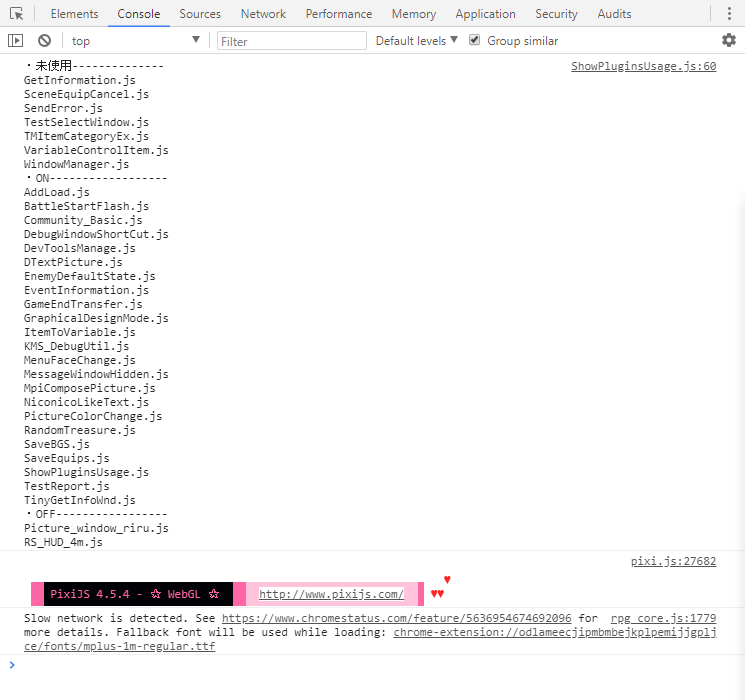 Elements Console Sources Network Performance Memory Application Security Audits
top Filter Default levels Group similar
・未使用-------------- ShowPluginsUsage.js:60
GetInformation.js
SceneEquipCancel.js
SendError.js
TestSelectWindow.js
TMItemCategoryEx.js
VariableControlItem.js
WindowManager.js
・ON------------------
AddLoad.js
BattleStartFlash.js
Community_Basic.js
DebugWindowShortCut.js
DevToolsManage.js
DTextPicture.js
EnemyDefaultState.js
EventInformation.js
GameEndTransfer.js
GraphicalDesignMode.js
ItemToVariable.js
KMS_DebugUtil.js
MenuFaceChange.js
MessageWindowHidden.js
MpiComposePicture.js
NiconicoLikeText.js
PictureColorChange.js
RandomTreasure.js
SaveBGS.js
SaveEquips.js
ShowPluginsUsage.js
TestReport.js
TinyGetInfoWnd.js
・OFF-----------------
Picture_window_riru.js
RS_HUD_4m.js
pixi.js:27682
PixiJS 4.5.4 - ✰ WebGL ✰ http://www.pixijs.com/ ♥♥♥
Slow network is detected. See https://www.chromestatus.com/feature/5636954674692096 for rpg_core.js:1779
more details. Fallback font will be used while loading: chrome-extension://odlameecjipmbmbejkplpemijjgplj
ce/fonts/mplus-1m-regular.ttf